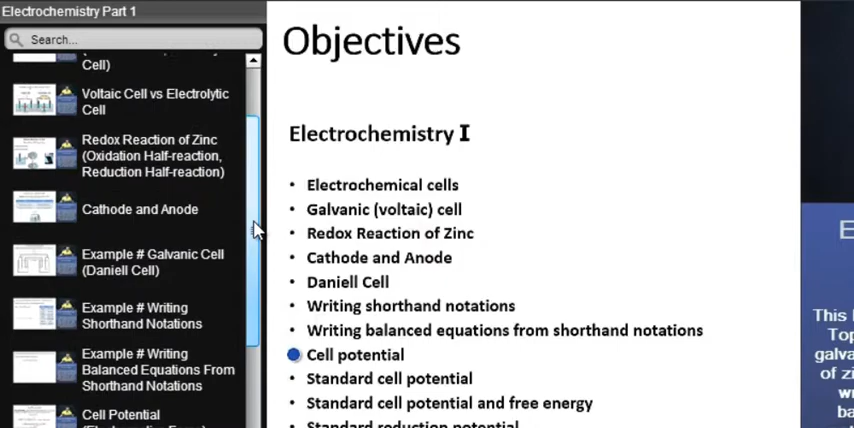 Electrochemistry Part 1
Search...
Cell)
Voltaic Cell vs Electrolytic
Cell
Redox Reaction of Zinc
(Oxidation Half-reaction,
Reduction Half-reaction)
Cathode and Anode
Example # Galvanic Cell
(Daniell Cell)
Example # Writing
Shorthand Notations
Example # Writing
Balanced Equations From
Shorthand Notations
Cell Potential
Objectives
Electrochemistry I
• Electrochemical cells
• Galvanic (voltaic) cell
• Redox Reaction of Zinc
• Cathode and Anode
• Daniell Cell
• Writing shorthand notations
• Writing balanced equations from shorthand notations
Cell potential
• Standard cell potential
• Standard cell potential and free energy
• Standard reduction potential
E
This
Top
galva
of zi
w
ba